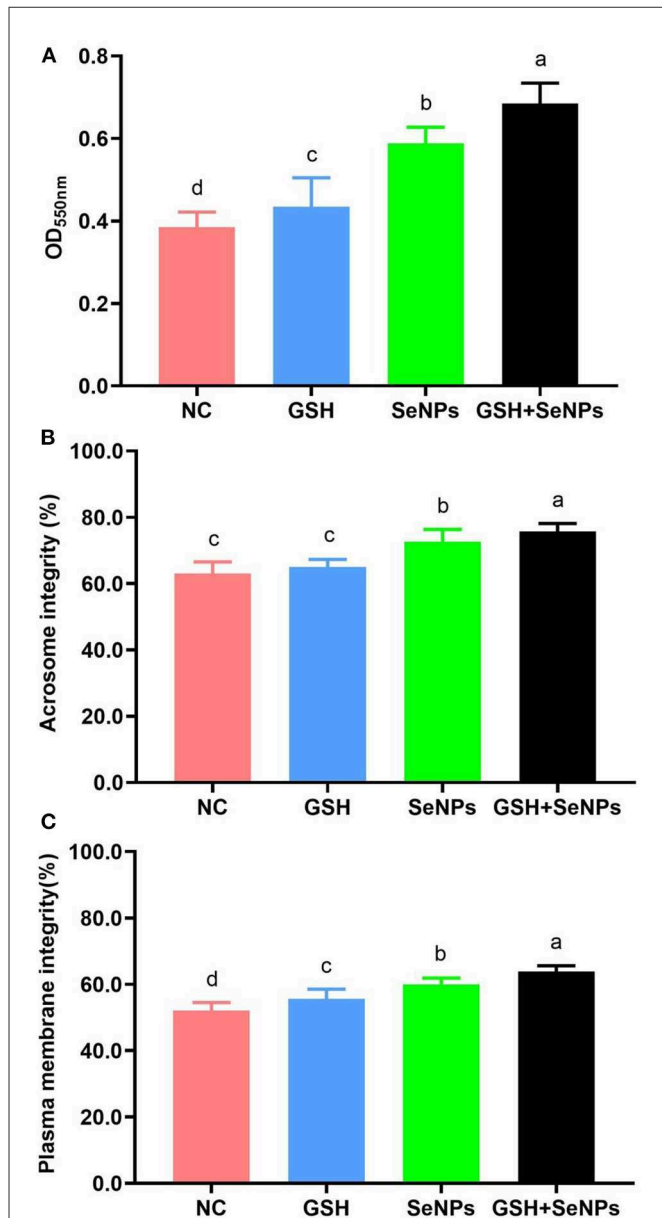 A
OD550nm
0.8
0.6
0.4
0.2
0.0
d
c
b
a
NC GSH SeNPs GSH+SeNPs
B
Acrosome integrity (%)
100.0
80.0
60.0
40.0
20.0
0.0
c
c
b
a
NC GSH SeNPs GSH+SeNPs
C
Plasma membrane integrity(%)
100.0
80.0
60.0
40.0
20.0
0.0
d
c
b
a
NC GSH SeNPs GSH+SeNPs